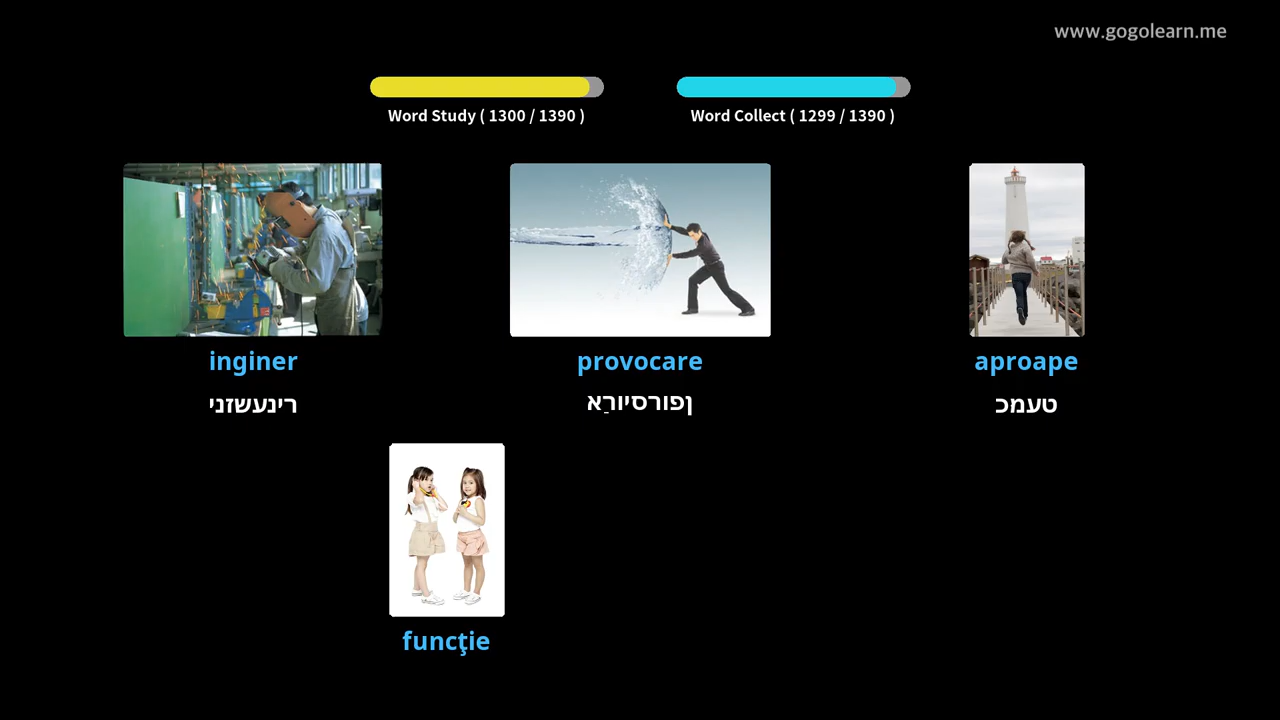 www.gogolearn.me
Word Study ( 1300 / 1390 )
Word Collect ( 1299 / 1390 )
inginer
provocare
aproape
רינעשזני
ןפורסיורַא
טעמכ
funcţie